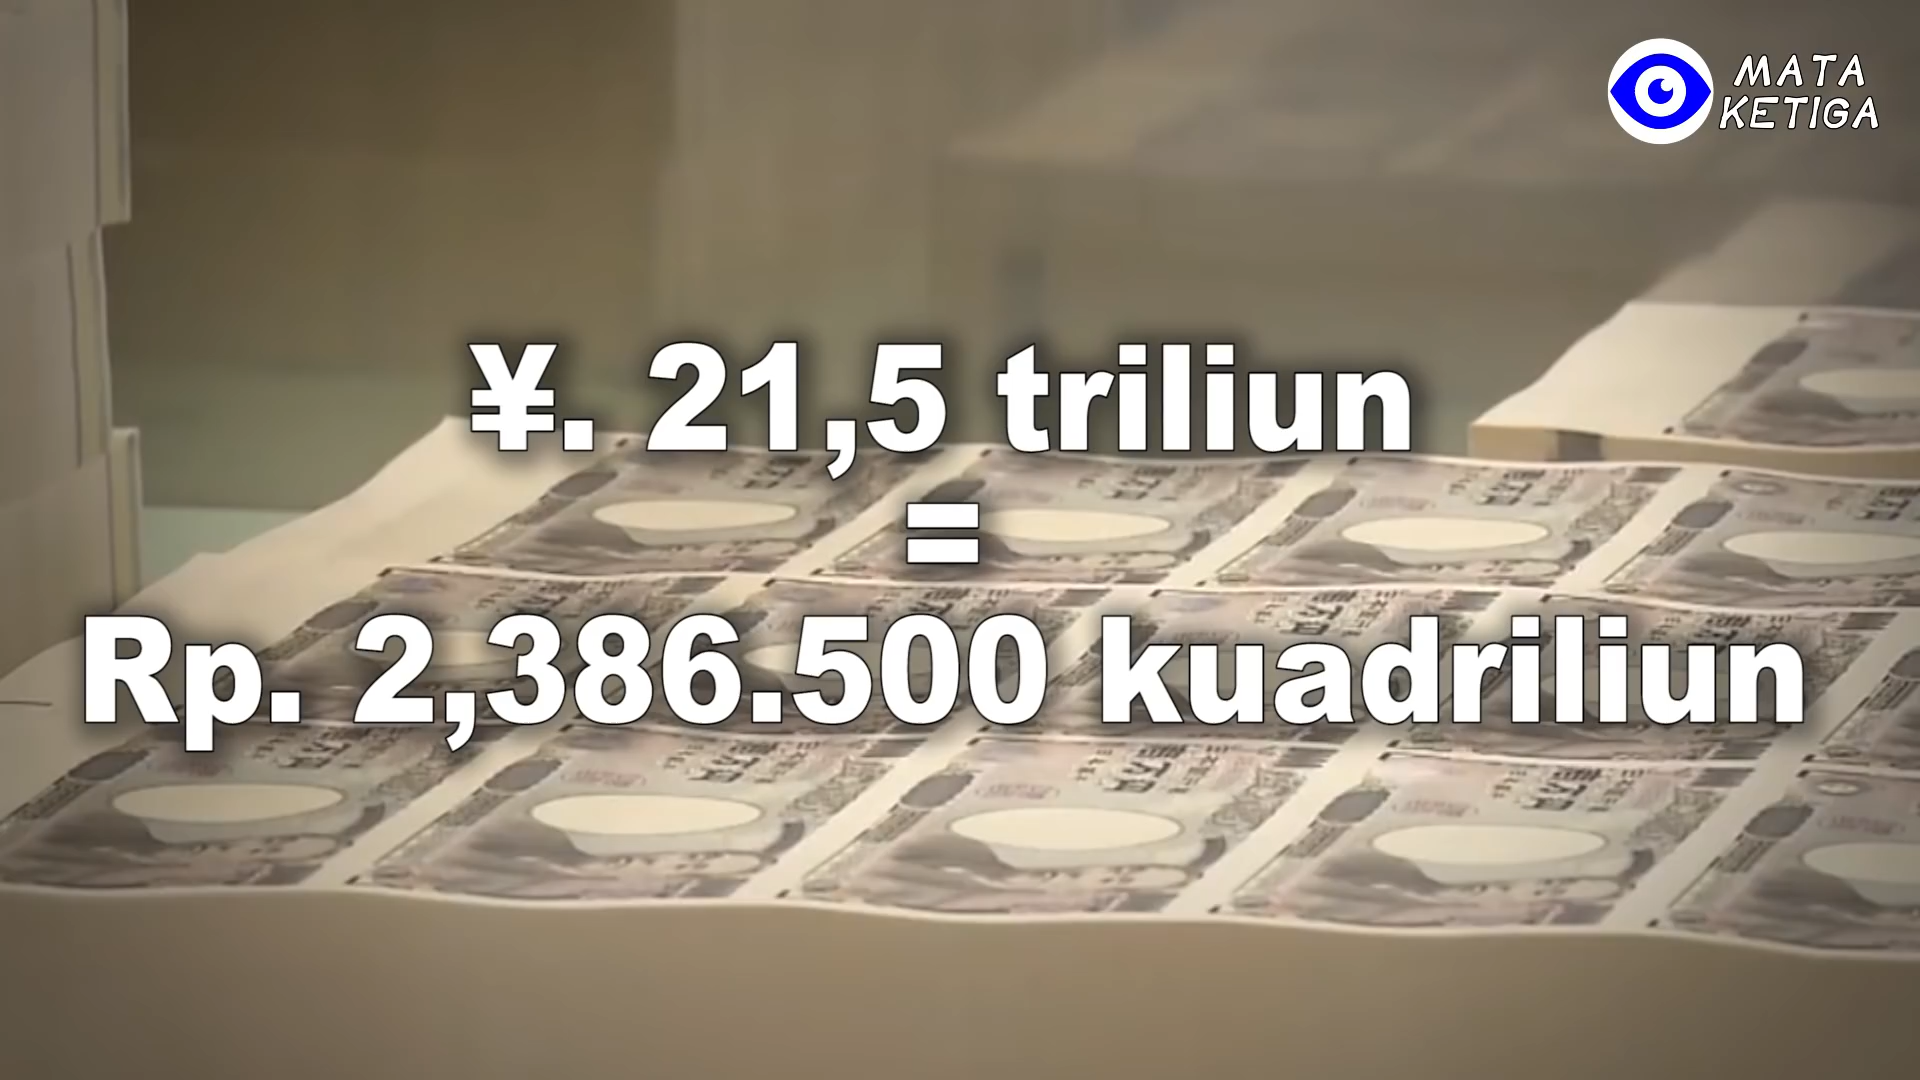 MATA
KETIGA
¥. 21,5 triliun
=
Rp. 2,386.500 kuadriliun